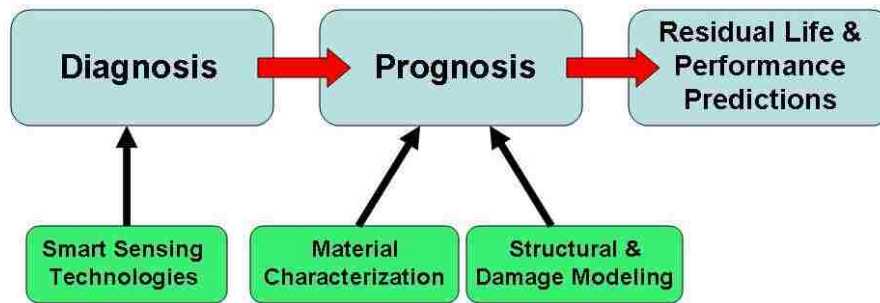 Diagnosis
Prognosis
Residual Life &
Performance
Predictions
Smart Sensing
Technologies
Material
Characterization
Structural &
Damage Modeling